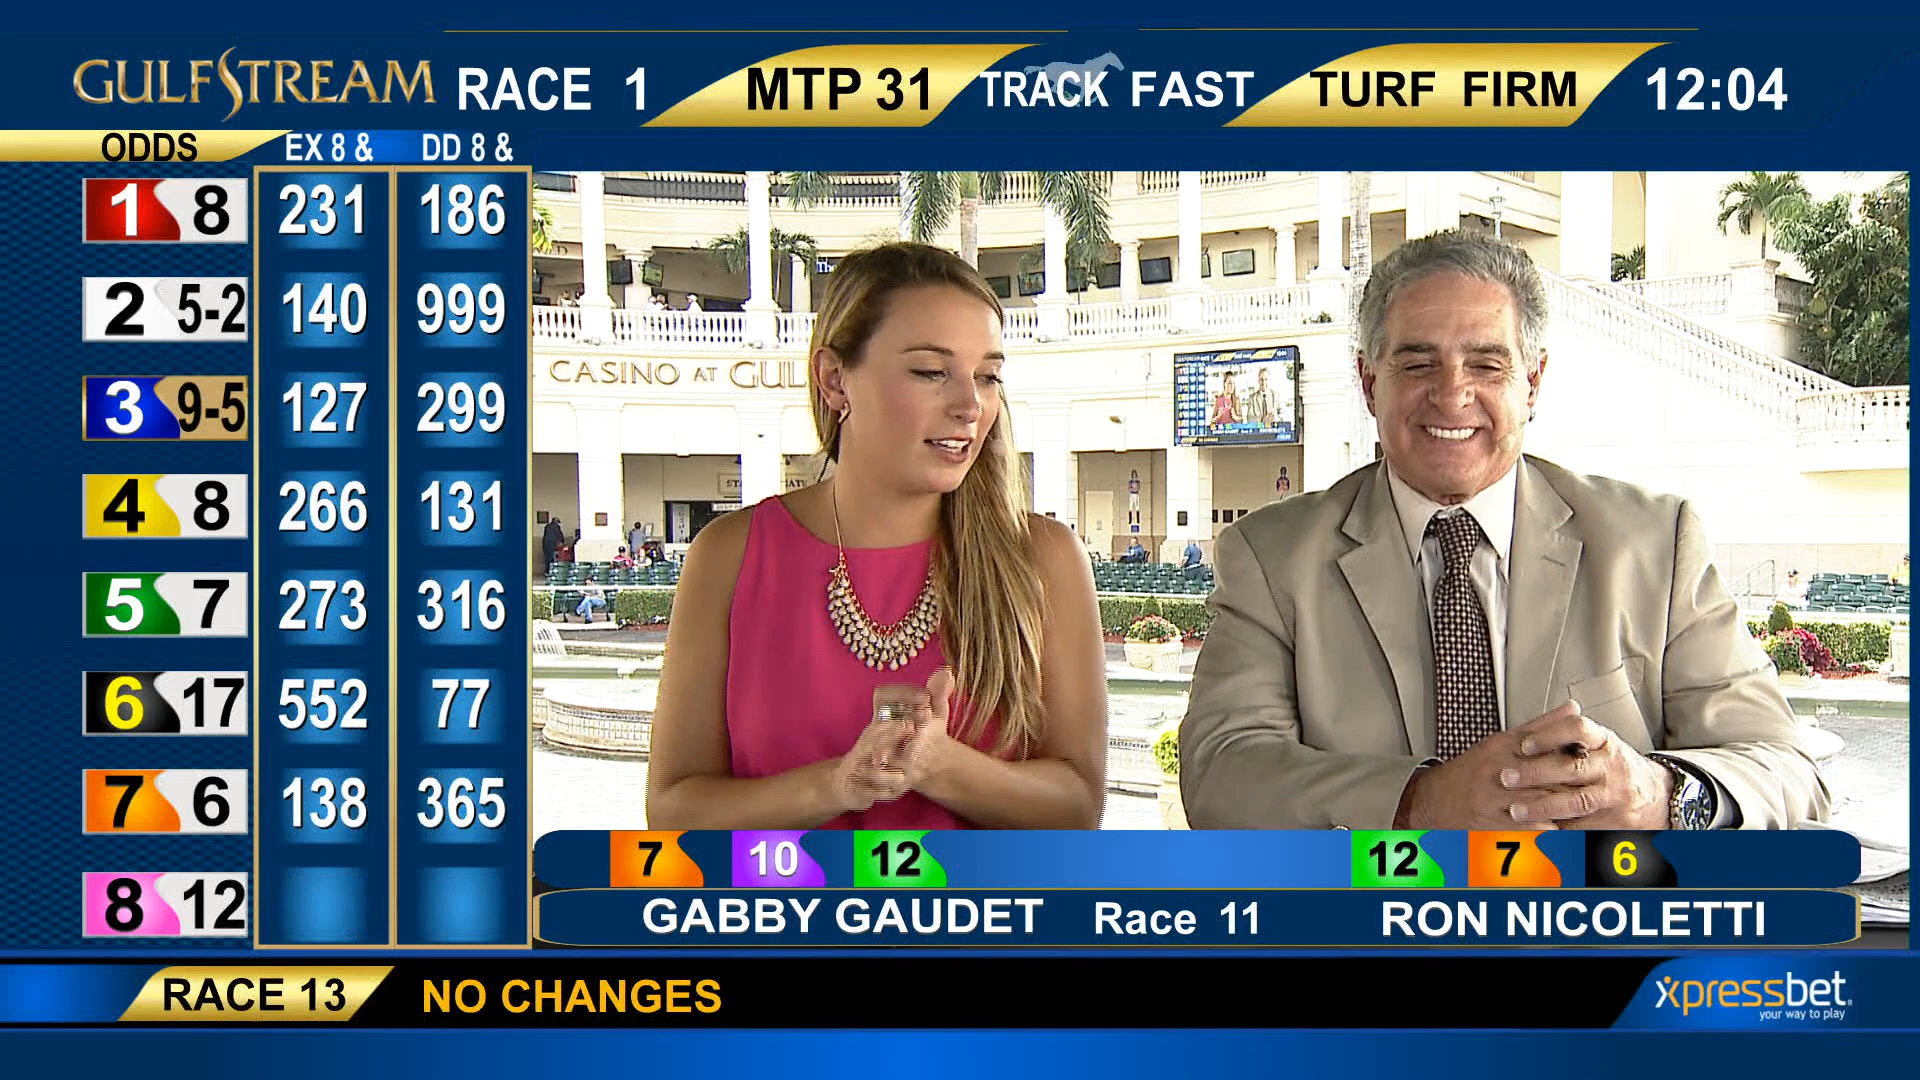 GULFSTREAM RACE 1 MTP 31 TRACK FAST TURF FIRM 12:04
ODDS EX 8 & DD 8 &
1 8 231 186
2 5-2 140 999
3 9-5 127 299
4 8 266 131
5 7 273 316
6 17 552 77
7 6 138 365
8 12
The
CASINO AT GUL
7 10 12 12 7 6
GABBY GAUDET Race 11 RON NICOLETTI
RACE 13 NO CHANGES
xpressbet.
your way to play